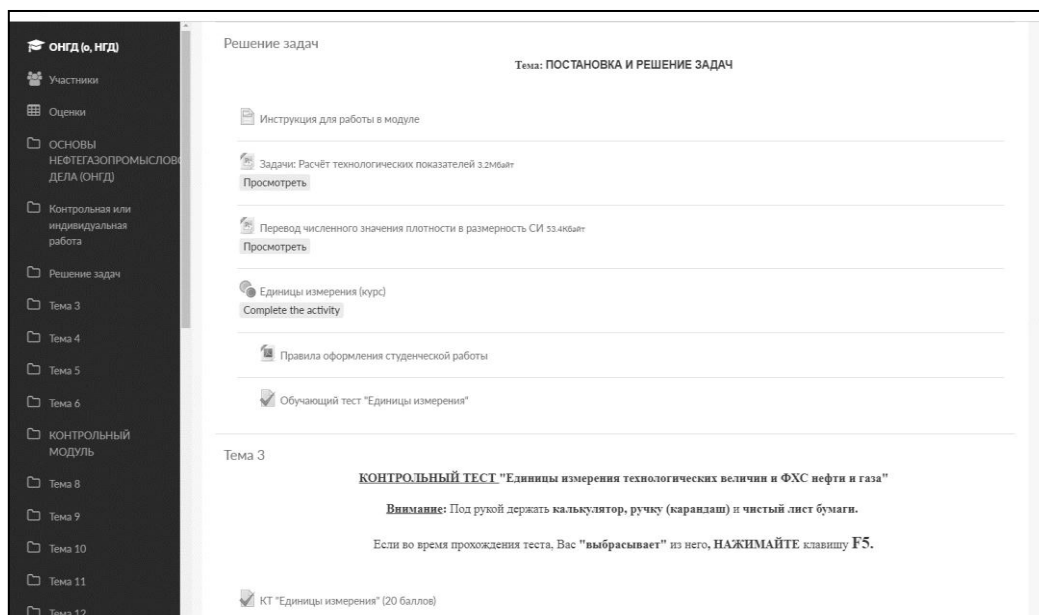 ОНГД (о, НГД)
Участники
Оценки
ОСНОВЫ
НЕФТЕГАЗОПРОМЫСЛОВО
ДЕЛА (ОНГД)
Контрольная или
индивидуальная
работа
Решение задач
Тема 3
Тема 4
Тема 5
Тема 6
КОНТРОЛЬНЫЙ
МОДУЛЬ
Тема 8
Тема 9
Тема 10
Тема 11
Тема 12
Решение задач
Тема: ПОСТАНОВКА И РЕШЕНИЕ ЗАДАЧ
Инструкция для работы в модуле
Задачи: Расчёт технологических показателей 3.2Мбайт
Просмотреть
Перевод численного значения плотности в размерность СИ 53.4Кбайт
Просмотреть
Единицы измерения (курс)
Complete the activity
Правила оформления студенческой работы
Обучающий тест "Единицы измерения"
Тема 3
КОНТРОЛЬНЫЙ ТЕСТ "Единицы измерения технологических величин и ФХС нефти и газа"
Внимание: Под рукой держать калькулятор, ручку (карандаш) и чистый лист бумаги.
Если во время прохождения теста, Вас "выбрасывает" из него, НАЖИМАЙТЕ клавишу F5.
КТ "Единицы измерения" (20 баллов)